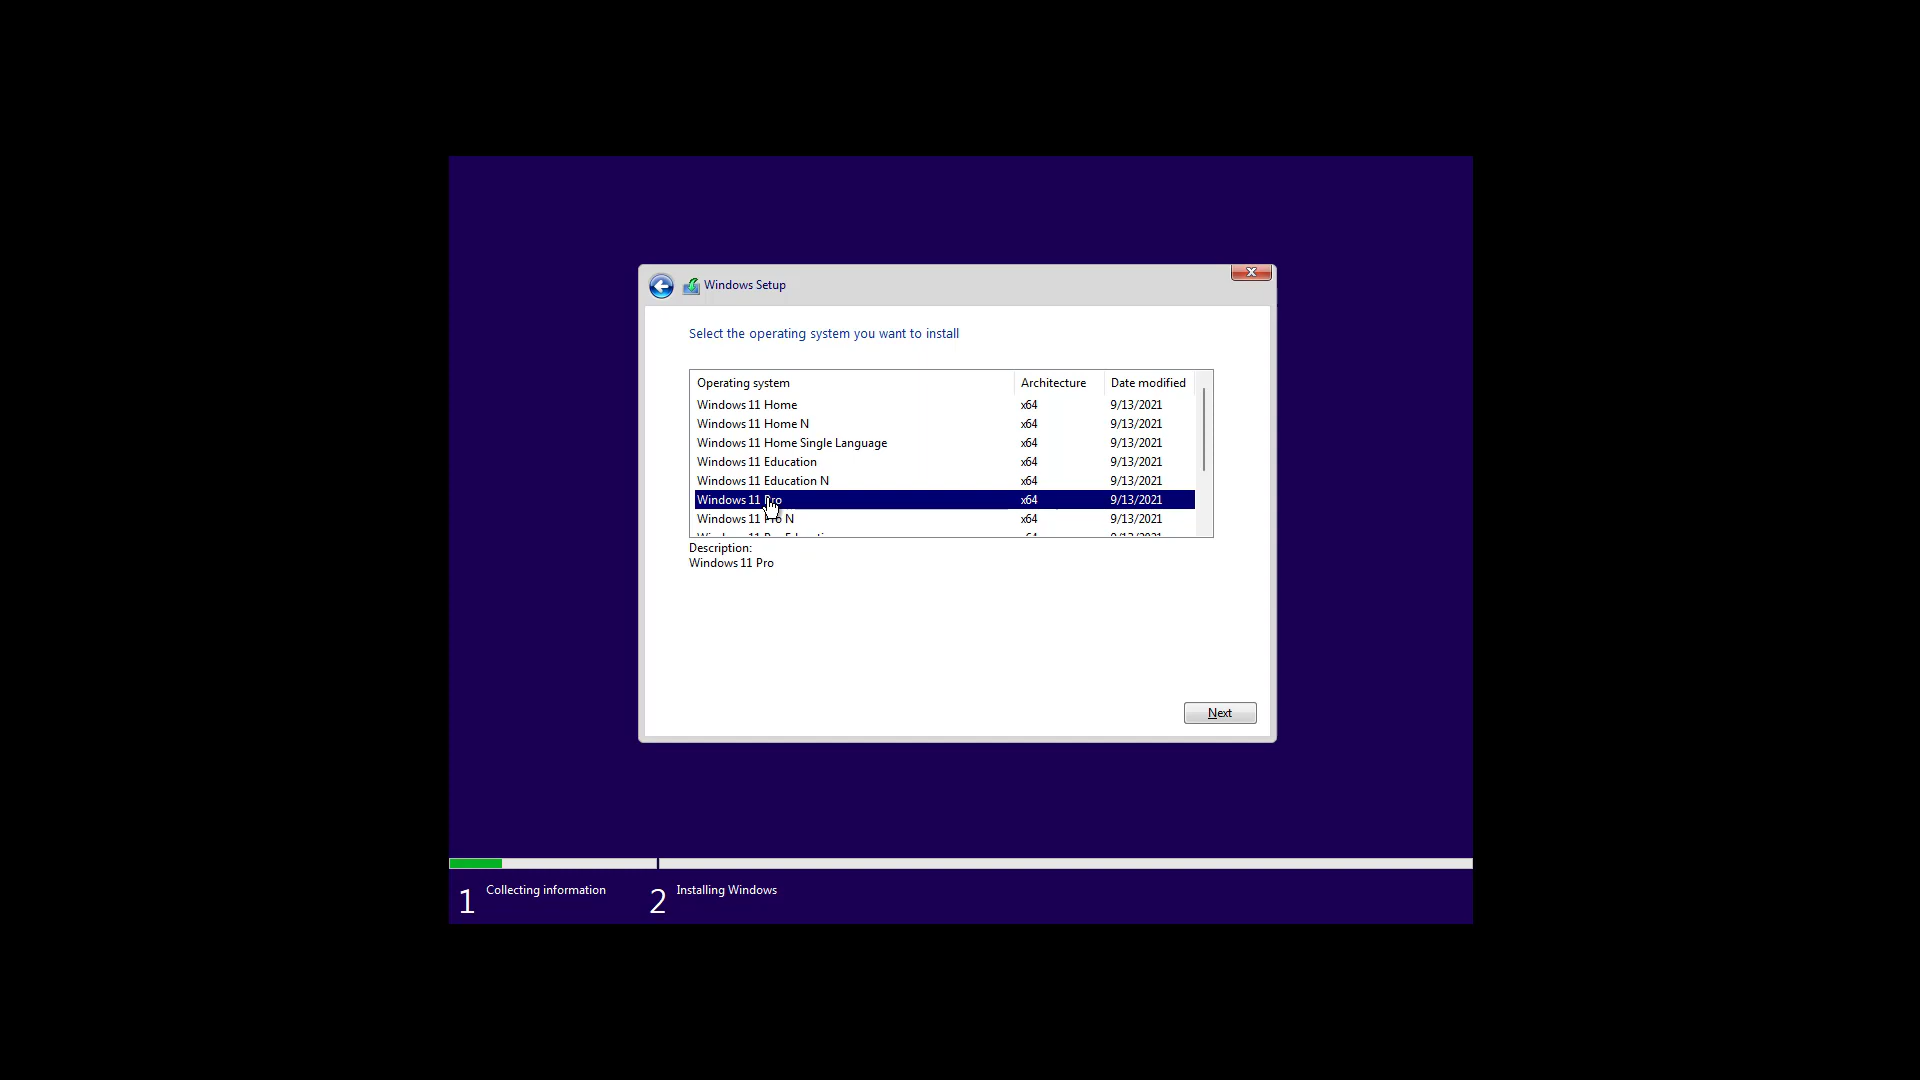 Windows Setup
Select the operating system you want to install
Operating system Architecture Date modified
Windows 11 Home x64 9/13/2021
Windows 11 Home N x64 9/13/2021
Windows 11 Home Single Language x64 9/13/2021
Windows 11 Education x64 9/13/2021
Windows 11 Education N x64 9/13/2021
Windows 11 Pro x64 9/13/2021
Windows 11 Pro N x64 9/13/2021
Description:
Windows 11 Pro
Next
1 Collecting information 2 Installing Windows